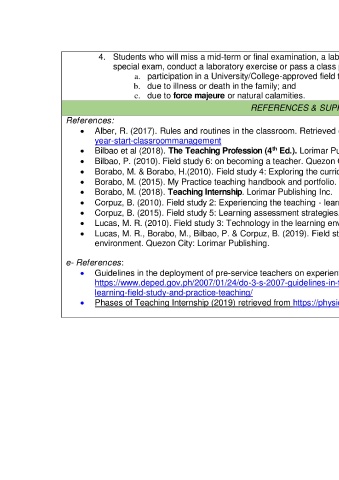 4. Students who will miss a mid-term or final examination, a lab
special exam, conduct a laboratory exercise or pass a class
a. participation in a University/College-approved field
b. due to illness or death in the family; and
c. due to force majeure or natural calamities.
REFERENCES &
References:
• Alber, R. (2017). Rules and routines in the classroom. Retrieved
year-start-classroommanagement
• Bilbao et al (2018). The Teaching Profession (4th Ed.). Lorimar
• Bilbao, P. (2010). Field study 6: on becoming a teacher. Quezon
• Borabo, M. & Borabo, H.(2010). Field study 4: Exploring the
• Borabo, M. (2015). My Practice teaching handbook and portfolio.
• Borabo, M. (2018). Teaching Internship. Lorimar Publishing Inc.
• Corpuz, B. (2010). Field study 2: Experiencing the teaching -
• Corpuz, B. (2015). Field study 5: Learning assessment strategies
• Lucas, M. R. (2010). Field study 3: Technology in the learning
• Lucas, M. R., Borabo, M., Bilbao, P. & Corpuz, B. (2019). Field
environment. Quezon City: Lorimar Publishing.
e- References:
• Guidelines in the deployment of pre-service teachers on
https://www.deped.gov.ph/2007/01/24/do-3-s-2007-guidelines-in-
learning-field-study-and-practice-teaching/
• Phases of Teaching Internship (2019) retrieved from https://